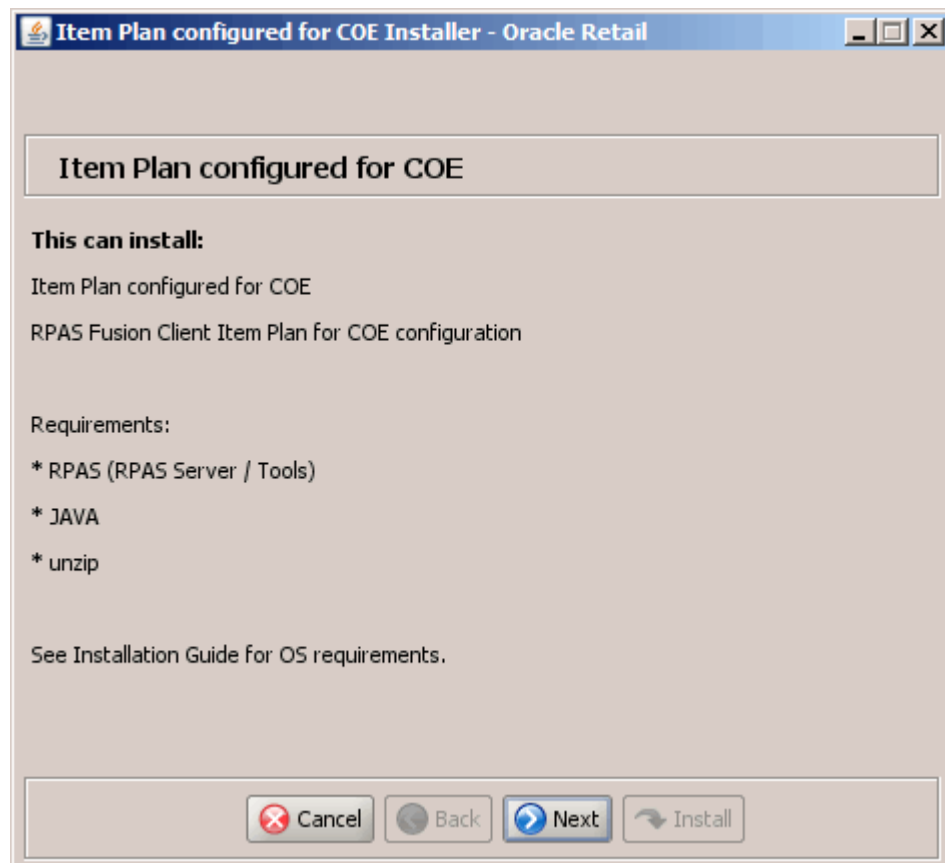 Item Plan configured for COE Installer - Oracle Retail
Item Plan configured for COE
This can install:
Item Plan configured for COE
RPAS Fusion Client Item Plan for COE configuration
Requirements:
* RPAS (RPAS Server / Tools)
* JAVA
* unzip
See Installation Guide for OS requirements.
Cancel Back Next Install